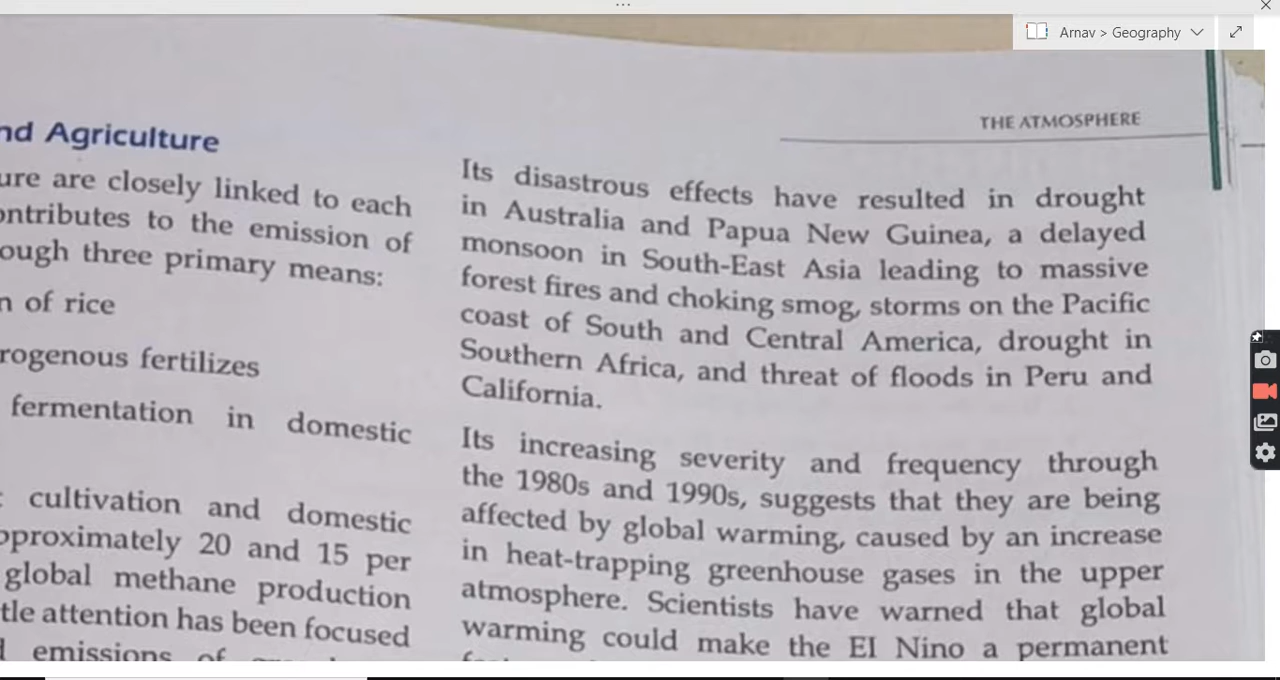 Arnav > Geography
THE ATMOSPHERE
nd Agriculture
ure are closely linked to each
ontributes to the emission of
ough three primary means:
n of rice
rogenous fertilizes
fermentation in domestic
cultivation and domestic
pproximately 20 and 15 per
global methane production
tle attention has been focused
emissions of
Its disastrous effects have resulted in drought
in Australia and Papua New Guinea, a delayed
monsoon in South-East Asia leading to massive
forest fires and choking smog, storms on the Pacific
coast of South and Central America, drought in
Southern Africa, and threat of floods in Peru and
California.
Its increasing severity and frequency through
the 1980s and 1990s, suggests that they are being
affected by global warming, caused by an increase
in heat-trapping greenhouse gases in the upper
atmosphere. Scientists have warned that global
warming could make the EI Nino a permanent